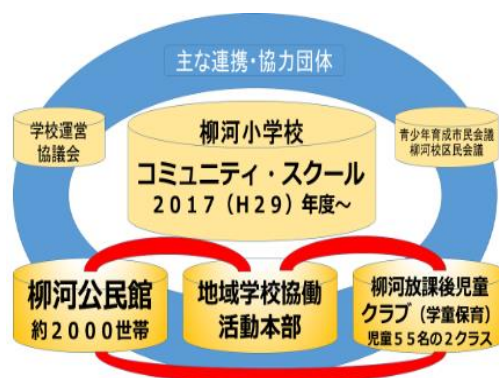 主な連携・協力団体
学校運営
協議会
柳河小学校
コミュニティ・スクール
2017（H29）年度～
青少年育成市民会議
柳河校区民会議
柳河公民館
約2000世帯
地域学校協働
活動本部
柳河放課後児童
クラブ（学童保育）
児童55名の2クラス